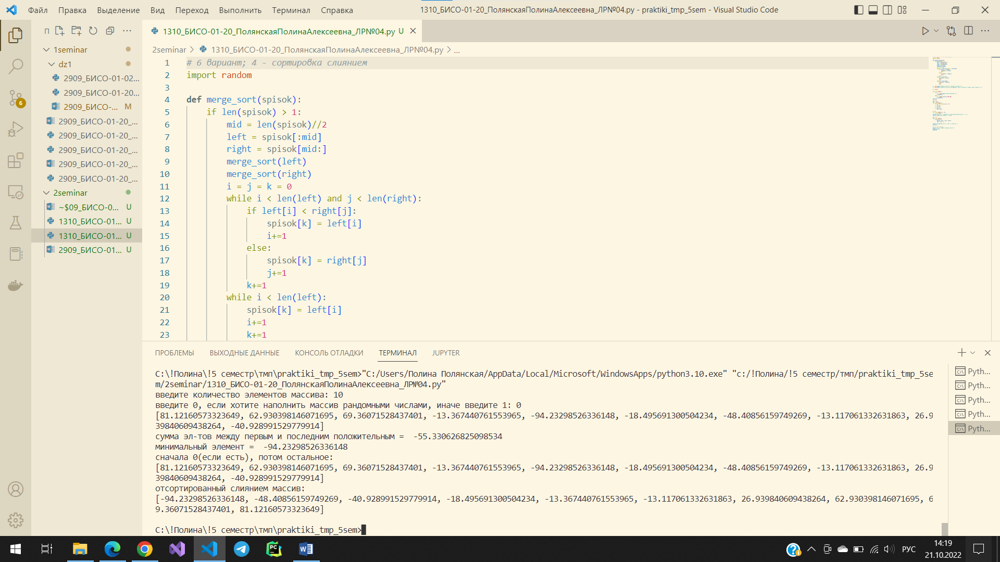 Файл Правка Выделение Вид Переход Выполнить Терминал Справка 1310_БИСО-01-20_ПолянскаяПолинаАлексеевна_ЛР№04.py - praktiki_tmp_5sem - Visual Studio Code
П
1310_БИСО-01-20_ПолянскаяПолинаАлексеевна_ЛР№04.py U
2seminar > 1310_БИСО-01-20_ПолянскаяПолинаАлексеевна_ЛР№04.py > ...
1seminar
dz1
2909_БИСО-01-02...
2909_БИСО-01-20...
2909_БИСО-... M
2909_БИСО-01-20_...
2909_БИСО-01-20_...
2909_БИСО-01-20_...
2909_БИСО-01-20_...
2909_БИСО-01-20_...
2seminar
~$09_БИСО-0... U
1310_БИСО-01... U
1310_БИСО-01... U
2909_БИСО-01... U
6
1 # 6 вариант; 4 - сортировка слиянием
2 import random
3
4 def merge_sort(spisok):
5 if len(spisok) > 1:
6 mid = len(spisok)//2
7 left = spisok[:mid]
8 right = spisok[mid:]
9 merge_sort(left)
10 merge_sort(right)
11 i = j = k = 0
12 while i < len(left) and j < len(right):
13 if left[i] < right[j]:
14 spisok[k] = left[i]
15 i+=1
16 else:
17 spisok[k] = right[j]
18 j+=1
19 k+=1
20 while i < len(left):
21 spisok[k] = left[i]
22 i+=1
23 k+=1
ПРОБЛЕМЫ ВЫХОДНЫЕ ДАННЫЕ КОНСОЛЬ ОТЛАДКИ ТЕРМИНАЛ JUPYTER
C:\!Полина\!5 семестр\тмп\praktiki_tmp_5sem>"C:/Users/Полина Полянская/AppData/Local/Microsoft/WindowsApps/python3.10.exe" "c:/!Полина/!5 семестр/тмп/praktiki_tmp_5se
m/2seminar/1310_БИСО-01-20_ПолянскаяПолинаАлексеевна_ЛР№04.py"
введите количество элементов массива: 10
введите 0, если хотите наполнить массив рандомными числами, иначе введите 1: 0
[81.12160573323649, 62.930398146071695, 69.36071528437401, -13.367440761553965, -94.23298526336148, -18.495691300504234, -48.40856159749269, -13.117061332631863, 26.9
39840609438264, -40.928991529779914]
сумма эл-тов между первым и последним положительным =  -55.330626825098534
минимальный элемент =  -94.23298526336148
сначала 0(если есть), потом остальное:
[81.12160573323649, 62.930398146071695, 69.36071528437401, -13.367440761553965, -94.23298526336148, -18.495691300504234, -48.40856159749269, -13.117061332631863, 26.9
39840609438264, -40.928991529779914]
отсортированный слиянием массив:
[-94.23298526336148, -48.40856159749269, -40.928991529779914, -18.495691300504234, -13.367440761553965, -13.117061332631863, 26.939840609438264, 62.930398146071695, 6
9.36071528437401, 81.12160573323649]
C:\!Полина\!5 семестр\тмп\praktiki_tmp_5sem>
Pyth...
Pyth...
Pyth...
Pyth...
Pyth...
РУС
14:19
21.10.2022